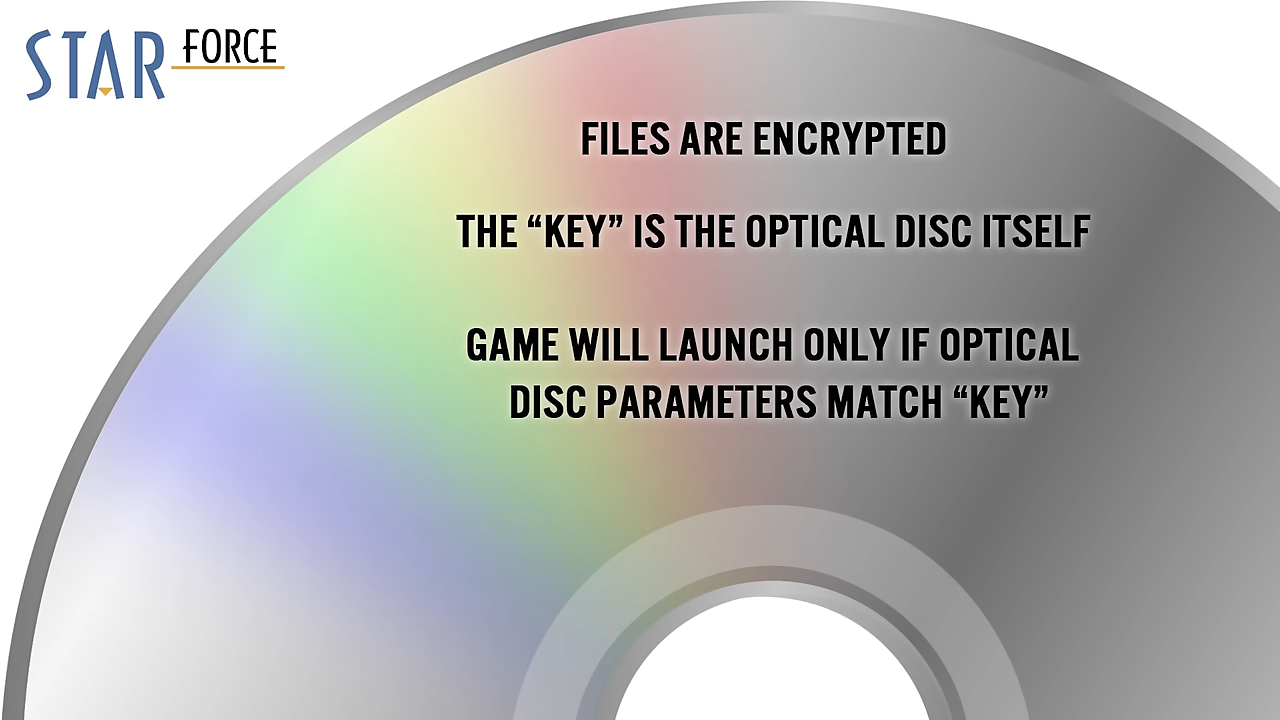 STAR FORCE
FILES ARE ENCRYPTED
THE “KEY” IS THE OPTICAL DISC ITSELF
GAME WILL LAUNCH ONLY IF OPTICAL
DISC PARAMETERS MATCH “KEY”